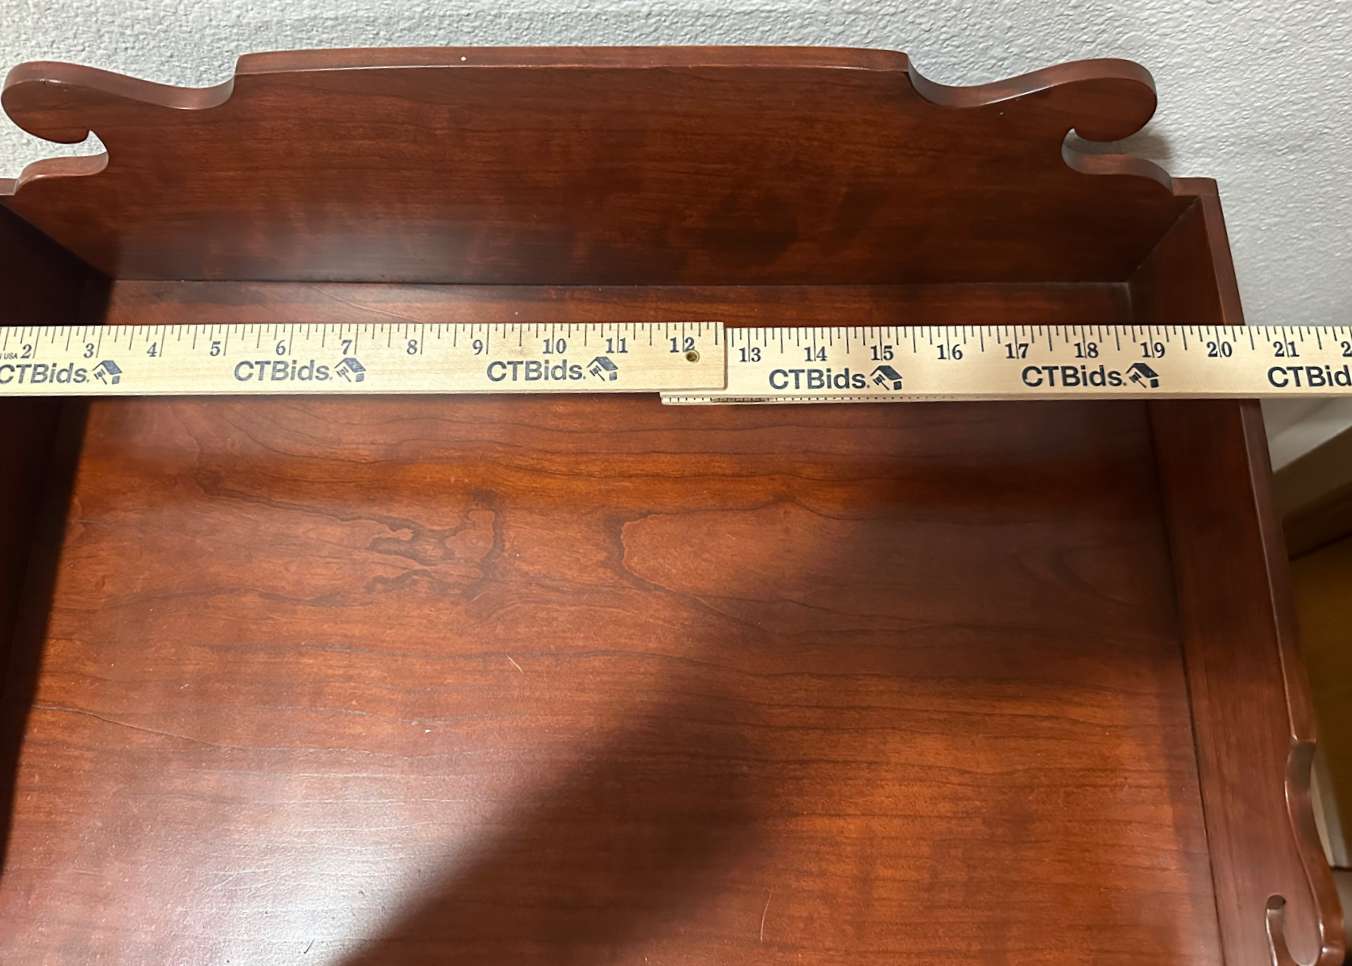 USA 2 3 4 5 6 7 8 9 10 11 12 13 14 15 16 17 18 19 20 21 2
CTBids. CTBids. CTBids. CTBids. CTBids. CTBid